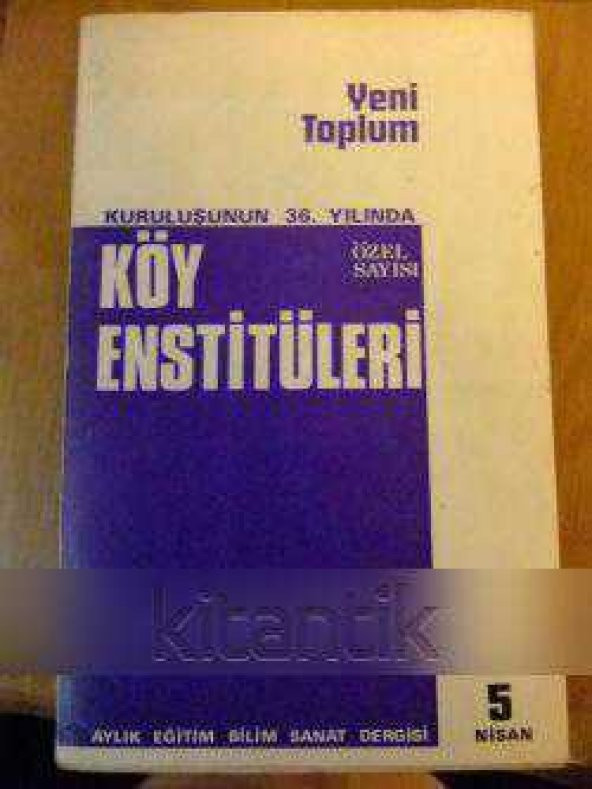 Yeni
Toplum
KURULUŞUNUN 36. YILINDA
KÖY
ÖZEL
SAYISI
ENSTİTÜLERİ
kitantik
5
NİSAN
AYLIK EĞİTİM BİLİM SANAT DERGİSİ